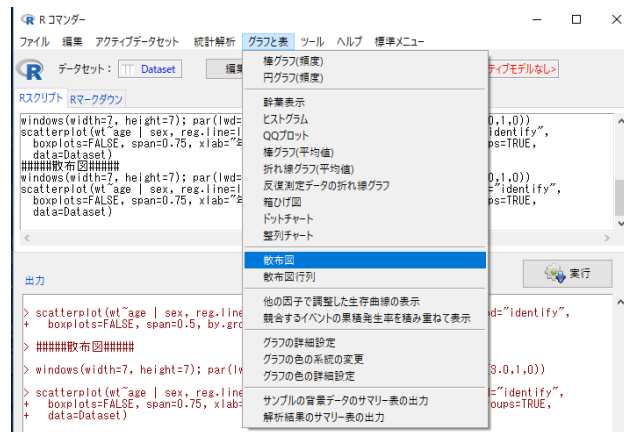 R コマンダー
ファイル 編集 アクティブデータセット 統計解析 グラフと表 ツール ヘルプ 標準メニュー
データセット: Dataset 編集
ティブモデルなし>
Rスクリプト Rマークダウン
棒グラフ(頻度)
円グラフ(頻度)
幹葉表示
ヒストグラム
QQプロット
棒グラフ(平均値)
折れ線グラフ(平均値)
反復測定データの折れ線グラフ
箱ひげ図
ドットチャート
整列チャート
散布図
散布図行列
他の因子で調整した生存曲線の表示
競合するイベントの累積発生率を積み重ねて表示
グラフの詳細設定
グラフの色の系統の変更
グラフの色の詳細設定
サンプルの背景データのサマリー表の出力
解析結果のサマリー表の出力
windows(width=7, height=7); par(lwd= 0,1,0))
scatterplot(wt~age | sex, reg.line=l identify",
boxplots=FALSE, span=0.75, xlab="年 ps=TRUE,
data=Dataset)
#####散布図#####
windows(width=7, height=7); par(lwd= 0,1,0))
scatterplot(wt~age | sex, reg.line=l ="identify",
boxplots=FALSE, span=0.75, xlab="年 ps=TRUE,
data=Dataset)
実行
出力
> scatterplot(wt~age | sex, reg.line d="identify",
+ boxplots=FALSE, span=0.5, by.gro
> #####散布図#####
> windows(width=7, height=7); par(lw 3.0,1,0))
> scatterplot(wt~age | sex, reg.line ="identify",
+ boxplots=FALSE, span=0.75, xlab= oups=TRUE,
+ data=Dataset)